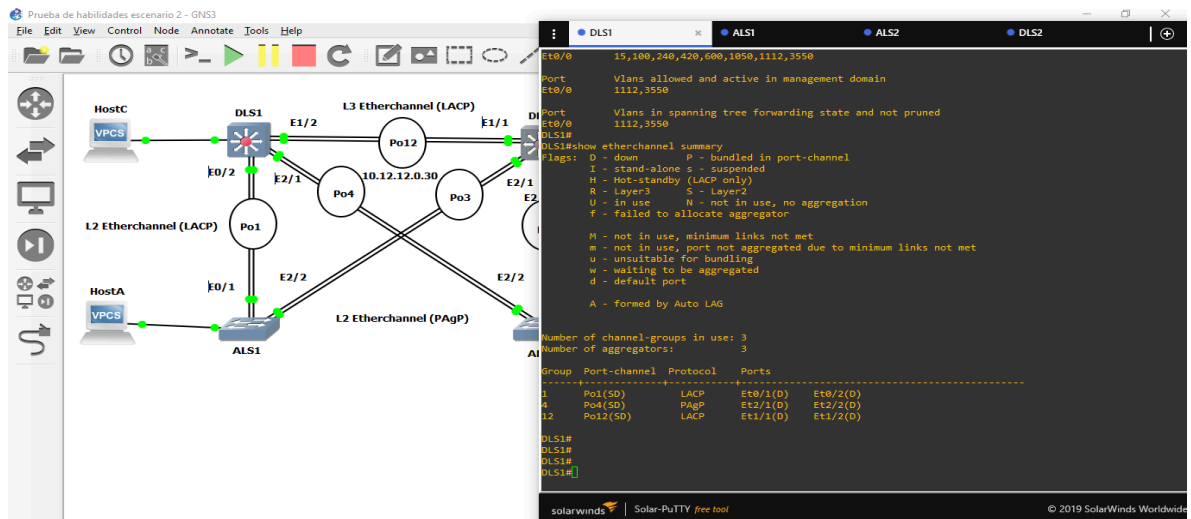 Prueba de habilidades escenario 2 - GNS3
File Edit View Control Node Annotate Tools Help
HostC
VPCS
DLS1
E1/2
L3 Etherchannel (LACP)
E1/1
Po12
E0/2
E2/1
Po4
10.12.12.0.30
Po3
E2/1
L2 Etherchannel (LACP)
Po1
E0/1
E2/2
E2/2
HostA
VPCS
L2 Etherchannel (PAgP)
ALS1
DLS1 × ALS1 ALS2 DLS2
Et0/0 15,100,240,420,600,1050,1112,3550
Port Vlans allowed and active in management domain
Et0/0 1112,3550
Port Vlans in spanning tree forwarding state and not pruned
Et0/0 1112,3550
DLS1#
DLS1#show etherchannel summary
Flags: D - down P - bundled in port-channel
I - stand-alone s - suspended
H - Hot-standby (LACP only)
R - Layer3 S - Layer2
U - in use N - not in use, no aggregation
f - failed to allocate aggregator
M - not in use, minimum links not met
m - not in use, port not aggregated due to minimum links not met
u - unsuitable for bundling
w - waiting to be aggregated
d - default port
A - formed by Auto LAG
Number of channel-groups in use: 3
Number of aggregators: 3
Group Port-channel Protocol Ports
------+-------------+-----------+-----------------------------------------------
1 Po1(SD) LACP Et0/1(D) Et0/2(D)
4 Po4(SD) PAgP Et2/1(D) Et2/2(D)
12 Po12(SD) LACP Et1/1(D) Et1/2(D)
DLS1#
DLS1#
DLS1#
DLS1#
solarwinds | Solar-PuTTY free tool © 2019 SolarWinds Worldwide